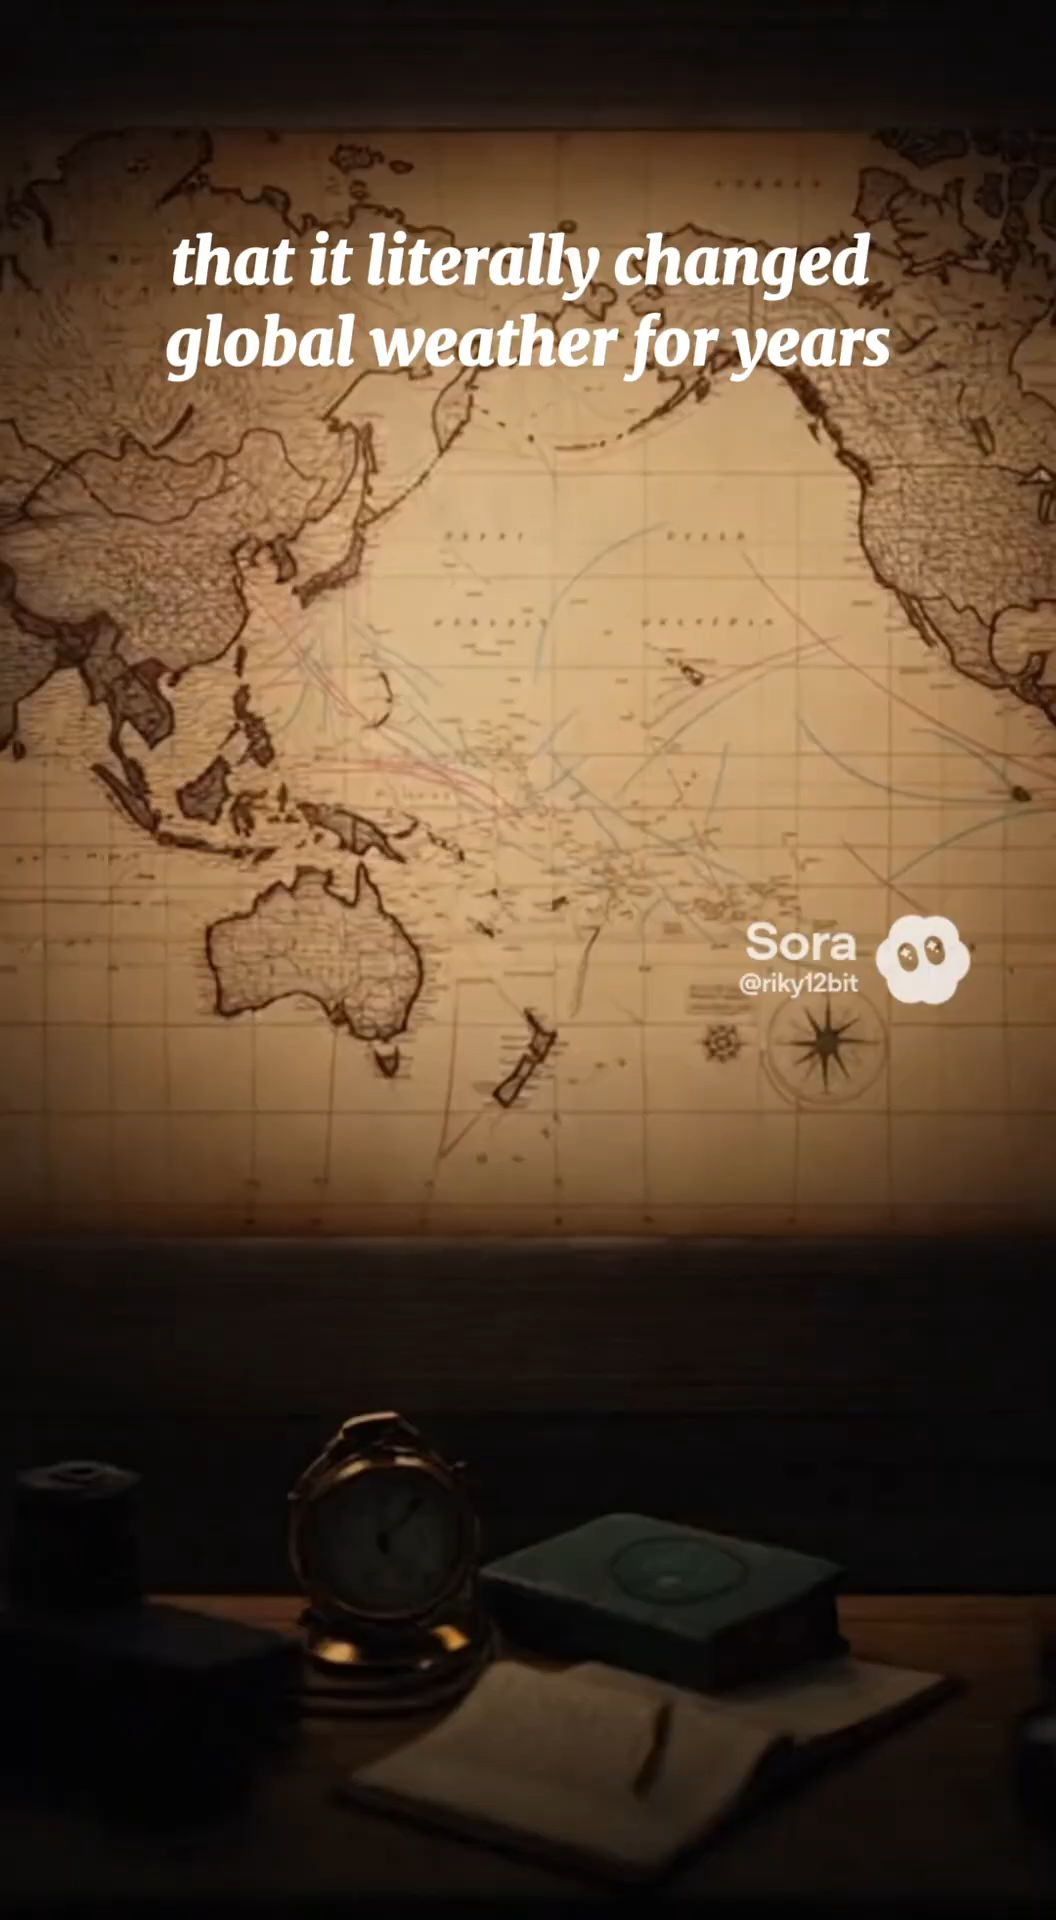 that it literally changed
global weather for years
Sora
@riky12bit